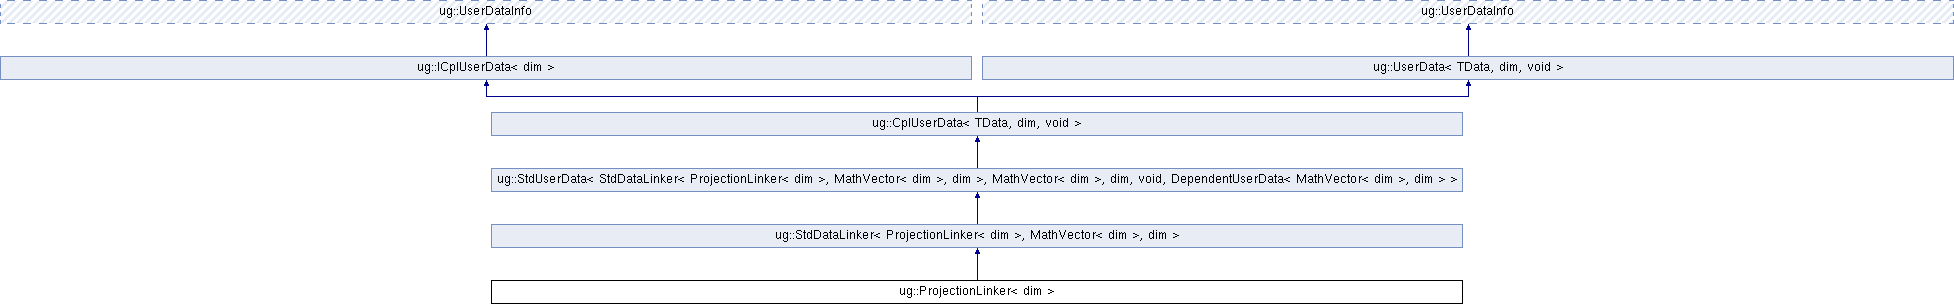 ug::UserDataInfo
ug::UserDataInfo
ug::ICplUserData< dim >
ug::UserData< TData, dim, void >
ug::CplUserData< TData, dim, void >
ug::StdUserData< StdDataLinker< ProjectionLinker< dim >, MathVector< dim >, dim >, MathVector< dim >, dim, void, DependentUserData< MathVector< dim >, dim > >
ug::StdDataLinker< ProjectionLinker< dim >, MathVector< dim >, dim >
ug::ProjectionLinker< dim >